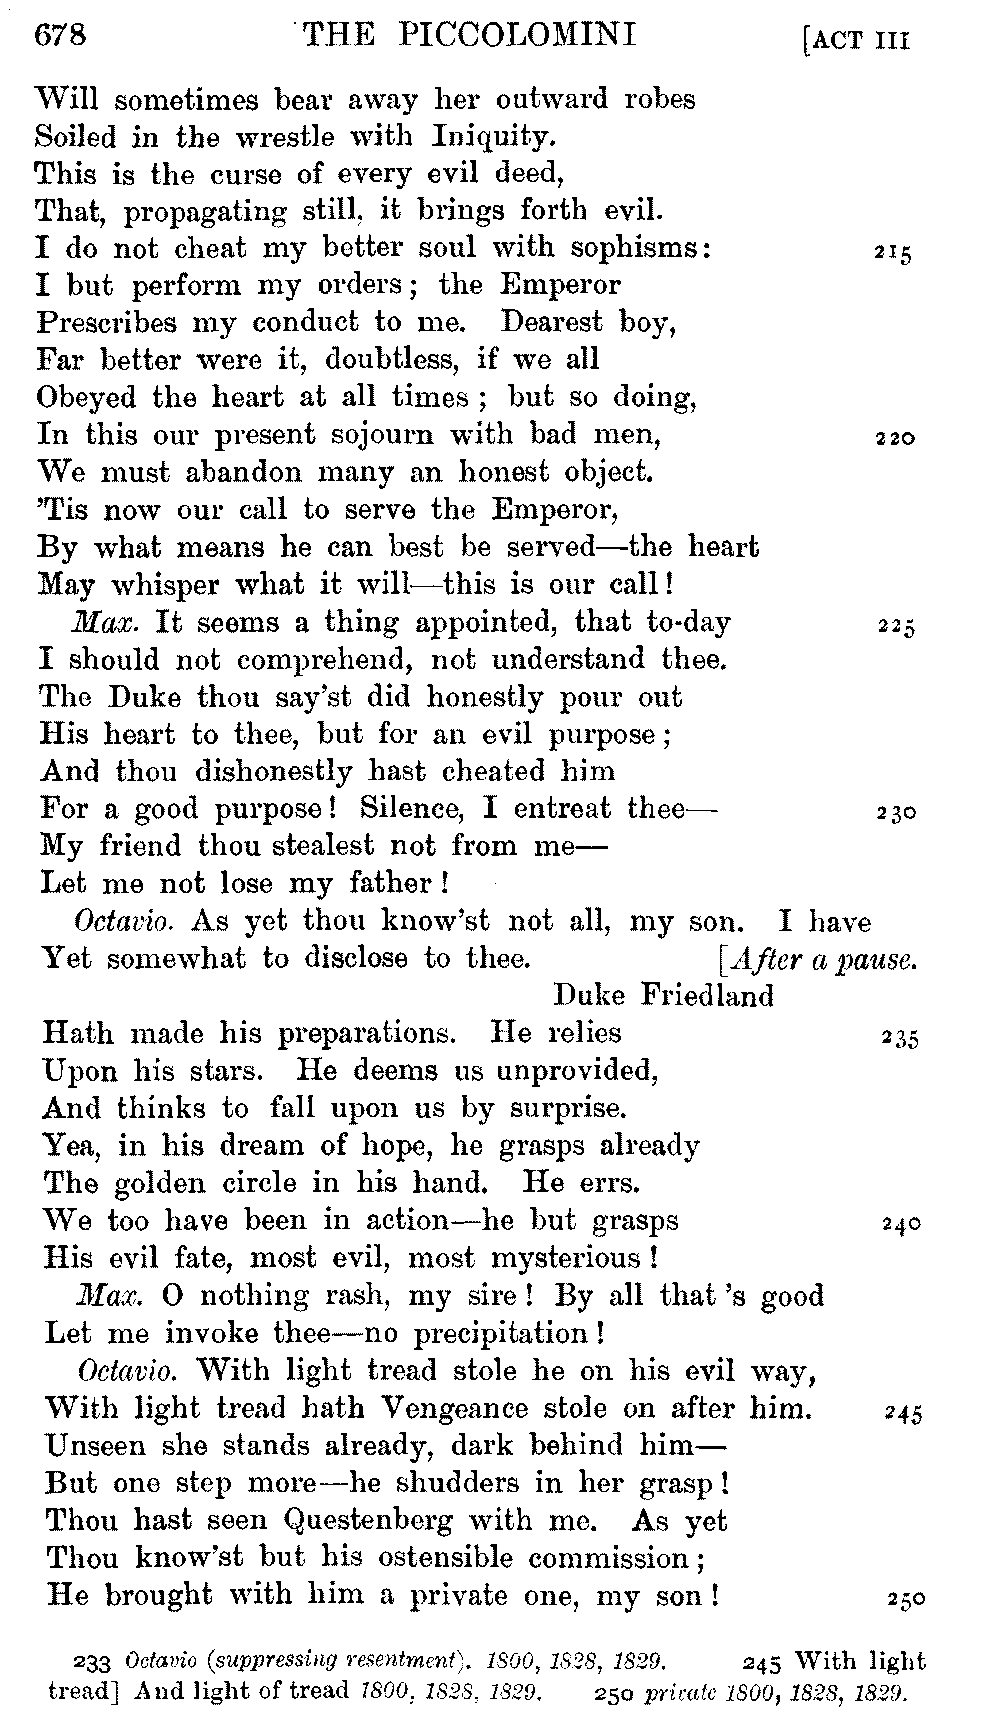 678 THE PICCOLOMINI [ACT III
Will sometimes bear away her outward robes
Soiled in the wrestle with Iniquity.
This is the curse of every evil deed,
That, propagating still, it brings forth evil.
I do not cheat my better soul with sophisms: 215
I but perform my orders; the Emperor
Prescribes my conduct to me. Dearest boy,
Far better were it, doubtless, if we all
Obeyed the heart at all times; but so doing,
In this our present sojourn with bad men, 220
We must abandon many an honest object.
'Tis now our call to serve the Emperor,
By what means he can best be served—the heart
May whisper what it will—this is our call!
Max. It seems a thing appointed, that to-day 225
I should not comprehend, not understand thee.
The Duke thou say'st did honestly pour out
His heart to thee, but for an evil purpose;
And thou dishonestly hast cheated him
For a good purpose! Silence, I entreat thee— 230
My friend thou stealest not from me—
Let me not lose my father!
Octavio. As yet thou know'st not all, my son. I have
Yet somewhat to disclose to thee. [After a pause.
Duke Friedland
Hath made his preparations. He relies 235
Upon his stars. He deems us unprovided,
And thinks to fall upon us by surprise.
Yea, in his dream of hope, he grasps already
The golden circle in his hand. He errs.
We too have been in action—he but grasps 240
His evil fate, most evil, most mysterious!
Max. O nothing rash, my sire! By all that 's good
Let me invoke thee—no precipitation!
Octavio. With light tread stole he on his evil way,
With light tread hath Vengeance stole on after him. 245
Unseen she stands already, dark behind him—
But one step more—he shudders in her grasp!
Thou hast seen Questenberg with me. As yet
Thou know'st but his ostensible commission;
He brought with him a private one, my son! 250
233 Octavio (suppressing resentment). 1800, 1828, 1829. 245 With light
tread] And light of tread 1800, 1828, 1829. 250 private 1800, 1828, 1829.